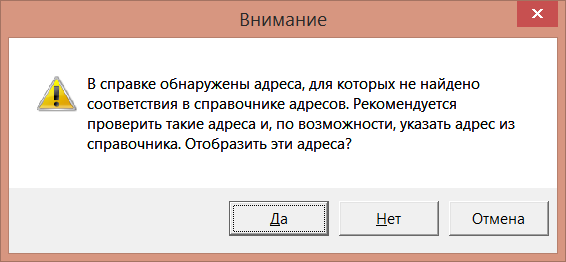 Внимание
В справке обнаружены адреса, для которых не найдено
соответствия в справочнике адресов. Рекомендуется
проверить такие адреса и, по возможности, указать адрес из
справочника. Отобразить эти адреса?
Да Нет Отмена